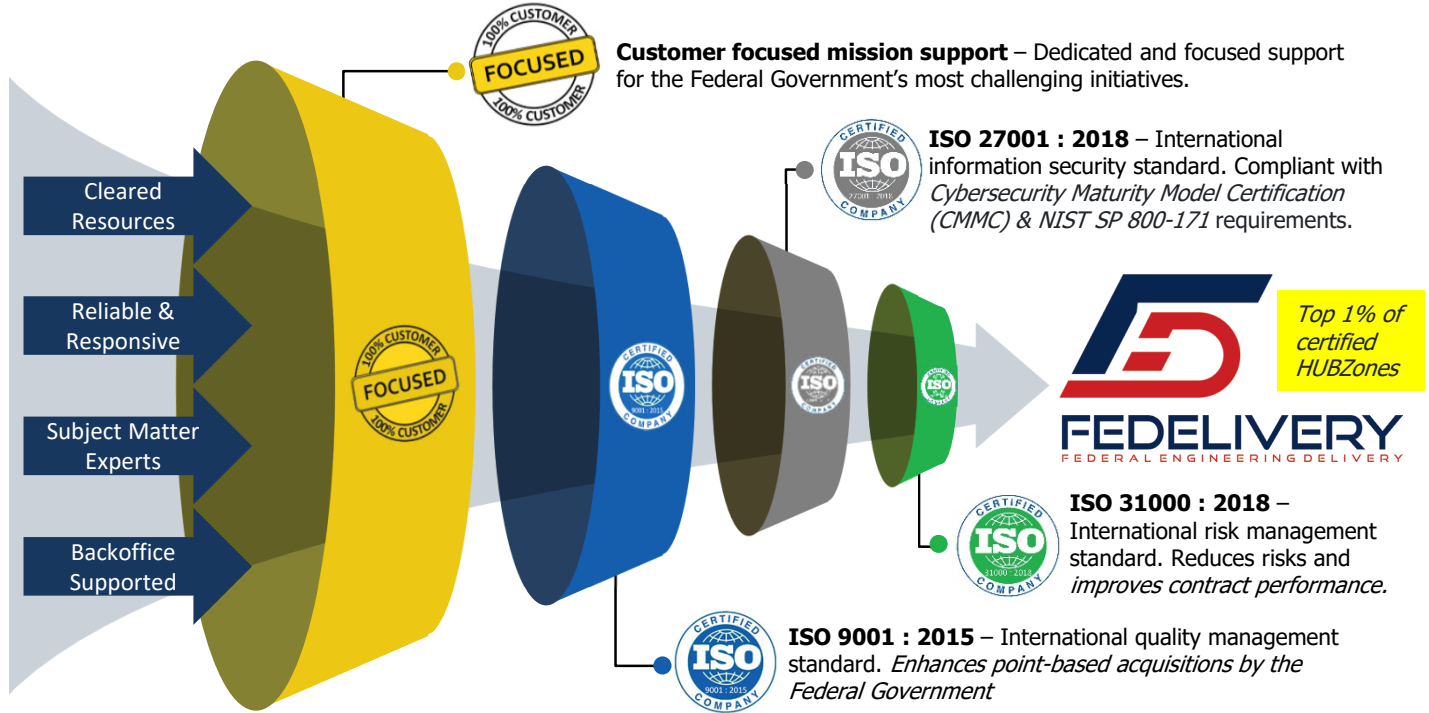 100% CUSTOMER
FOCUSED
100% CUSTOMER
Customer focused mission support – Dedicated and focused support
for the Federal Government's most challenging initiatives.
CERTIFIED
ISO
27001 : 2018
COMPANY
ISO 27001 : 2018 – International
information security standard. Compliant with
Cybersecurity Maturity Model Certification
(CMMC) & NIST SP 800-171 requirements.
Cleared
Resources
Reliable &
Responsive
Subject Matter
Experts
Backoffice
Supported
100% CUSTOMER
FOCUSED
100% CUSTOMER
CERTIFIED
ISO
9001 : 2015
COMPANY
CERTIFIED
ISO
COMPANY
ISO
Top 1% of
certified
HUBZones
FEDELIVERY
FEDERAL ENGINEERING DELIVERY
CERTIFIED
ISO
31000 : 2018
COMPANY
ISO 31000 : 2018 –
International risk management
standard. Reduces risks and
improves contract performance.
CERTIFIED
ISO
9001 : 2015
COMPANY
ISO 9001 : 2015 – International quality management
standard. Enhances point-based acquisitions by the
Federal Government